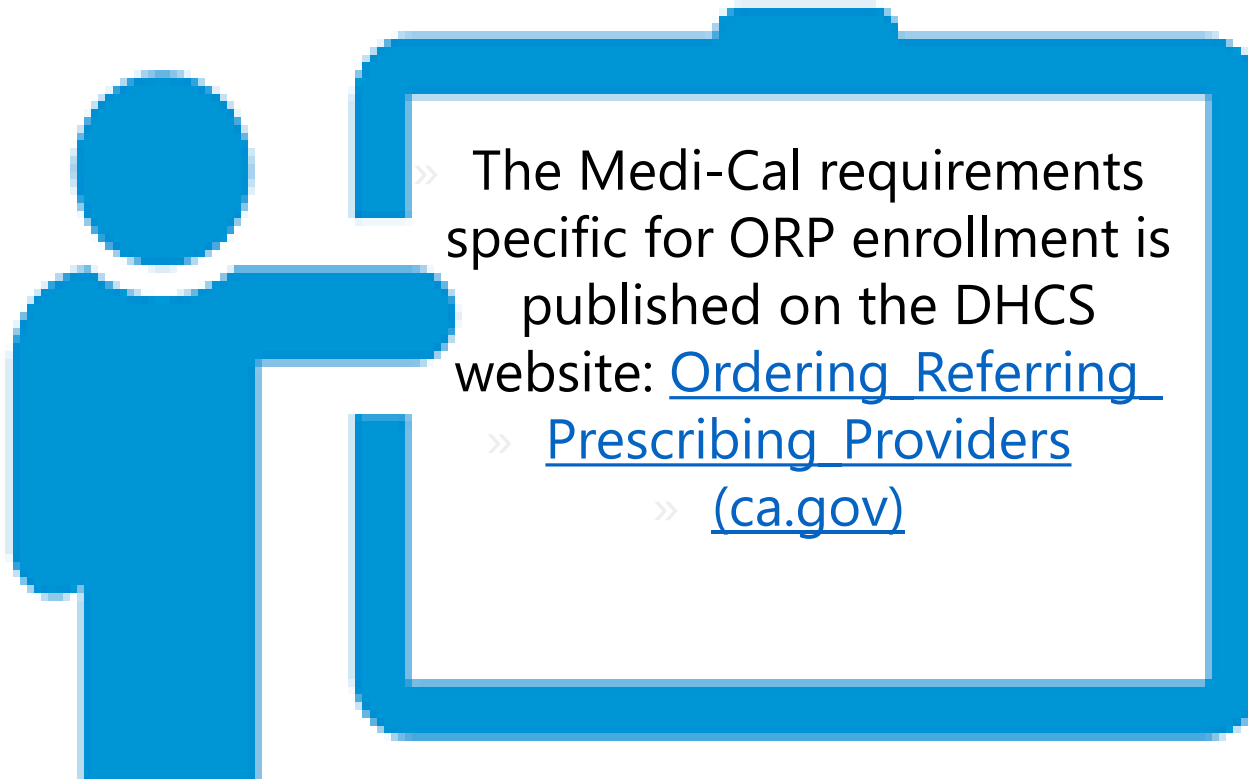 » The Medi-Cal requirements
specific for ORP enrollment is
published on the DHCS
website: Ordering_Referring_
» Prescribing_Providers
» (ca.gov)